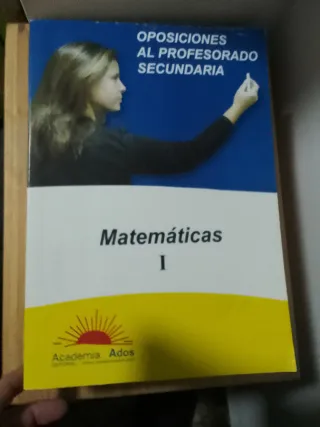 OPOSICIONES
AL PROFESORADO
SECUNDARIA
Matemáticas
I
Academia Ados